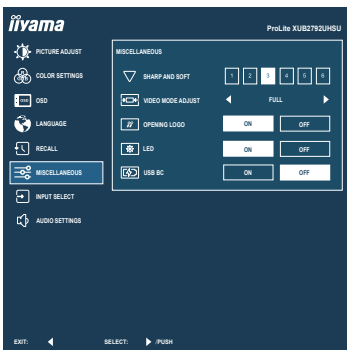 iiyama
ProLite XUB2792UHSU
PICTURE ADJUST
COLOR SETTINGS
OSD
OSD
LANGUAGE
RECALL
MISCELLANEOUS
INPUT SELECT
AUDIO SETTINGS
MISCELLANEOUS
SHARP AND SOFT 1 2 3 4 5 6
VIDEO MODE ADJUST FULL
OPENING LOGO ON OFF
LED ON OFF
USB BC ON OFF
EXIT: SELECT: /PUSH